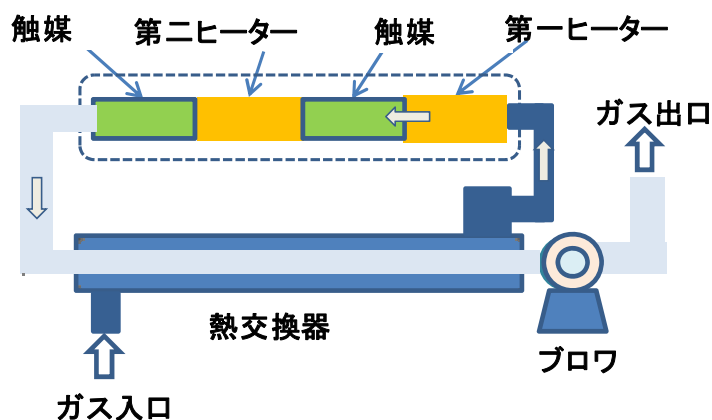 触媒
第二ヒーター
触媒
第一ヒーター
ガス出口
熱交換器
ブロワ
ガス入口